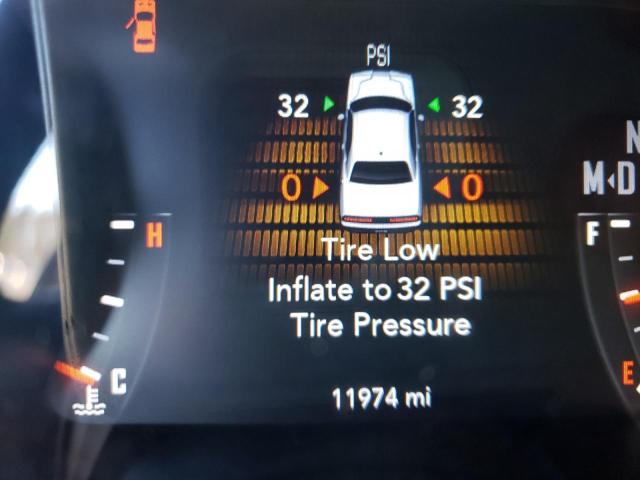 PSI
32 32
0 0
Tire Low
Inflate to 32 PSI
Tire Pressure
11974 mi
H
C
N
M D
F
E